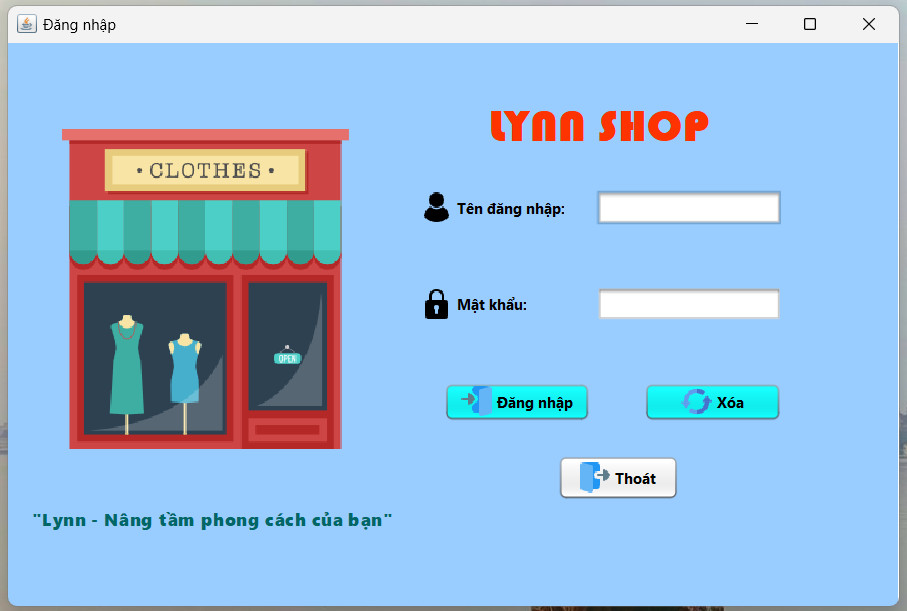 Đăng nhập
LYNN SHOP
• CLOTHES •
Tên đăng nhập:
Mật khẩu:
OPEN
Đăng nhập
Xóa
Thoát
"Lynn - Nâng tầm phong cách của bạn"